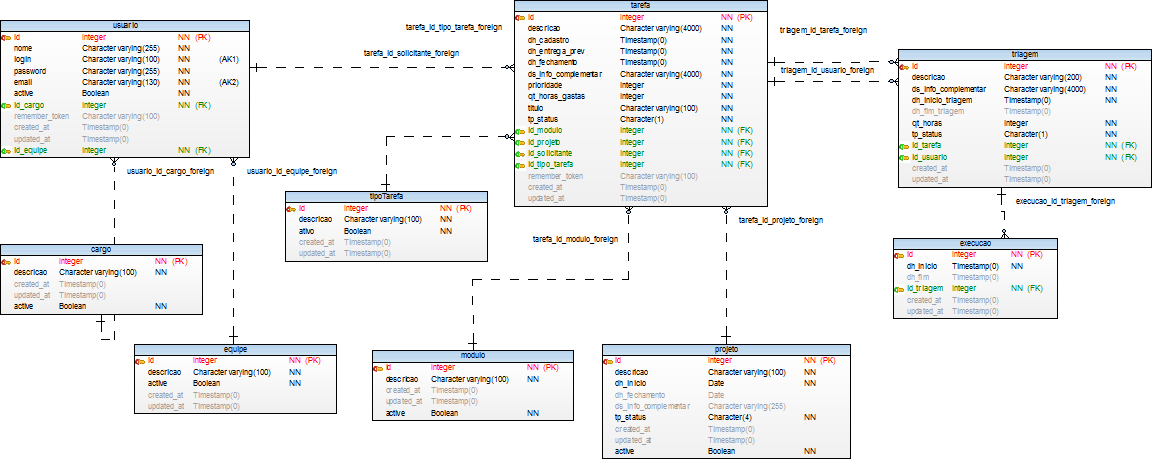 usuario
id Integer NN (PK)
nome Character varying(255) NN
login Character varying(100) NN (AK1)
password Character varying(255) NN
email Character varying(130) NN (AK2)
active Boolean NN
id_cargo Integer NN (FK)
remember_token Character varying(100)
created_at Timestamp(0)
updated_at Timestamp(0)
id_equipe Integer NN (FK)
tarefa_id_tipo_tarefa_foreign
tarefa_id_solicitante_foreign
tarefa
id Integer NN (PK)
descricao Character varying(4000) NN
dh_cadastro Timestamp(0) NN
dh_entrega_prev Timestamp(0) NN
dh_fechamento Timestamp(0) NN
ds_info_complementar Character varying(4000) NN
prioridade Integer NN
qt_horas_gastas Integer NN
titulo Character varying(100) NN
tp_status Character(1) NN
id_modulo Integer NN (FK)
id_projeto Integer NN (FK)
id_solicitante Integer NN (FK)
id_tipo_tarefa Integer NN (FK)
remember_token Character varying(100)
created_at Timestamp(0)
updated_at Timestamp(0)
triagem_id_tarefa_foreign
triagem_id_usuario_foreign
triagem
id Integer NN (PK)
descricao Character varying(200) NN
ds_info_complementar Character varying(4000) NN
dh_inicio_triagem Timestamp(0) NN
dh_fim_triagem Timestamp(0)
qt_horas Integer NN
tp_status Character(1) NN
id_tarefa Integer NN (FK)
id_usuario Integer NN (FK)
created_at Timestamp(0)
updated_at Timestamp(0)
usuario_id_cargo_foreign
usuario_id_equipe_foreign
tipoTarefa
id Integer NN (PK)
descricao Character varying(100) NN
ativo Boolean NN
created_at Timestamp(0)
updated_at Timestamp(0)
execucao_id_triagem_foreign
tarefa_id_projeto_foreign
tarefa_id_modulo_foreign
cargo
id Integer NN (PK)
descricao Character varying(100) NN
created_at Timestamp(0)
updated_at Timestamp(0)
active Boolean NN
execucao
id Integer NN (PK)
dh_inicio Timestamp(0) NN
dh_fim Timestamp(0)
id_triagem Integer NN (FK)
created_at Timestamp(0)
updated_at Timestamp(0)
equipe
id Integer NN (PK)
descricao Character varying(100) NN
active Boolean NN
created_at Timestamp(0)
updated_at Timestamp(0)
modulo
id Integer NN (PK)
descricao Character varying(100) NN
created_at Timestamp(0)
updated_at Timestamp(0)
active Boolean NN
projeto
id Integer NN (PK)
descricao Character varying(100) NN
dh_inicio Date NN
dh_fechamento Date
ds_info_complementar Character varying(255)
tp_status Character(4) NN
created_at Timestamp(0)
updated_at Timestamp(0)
active Boolean NN